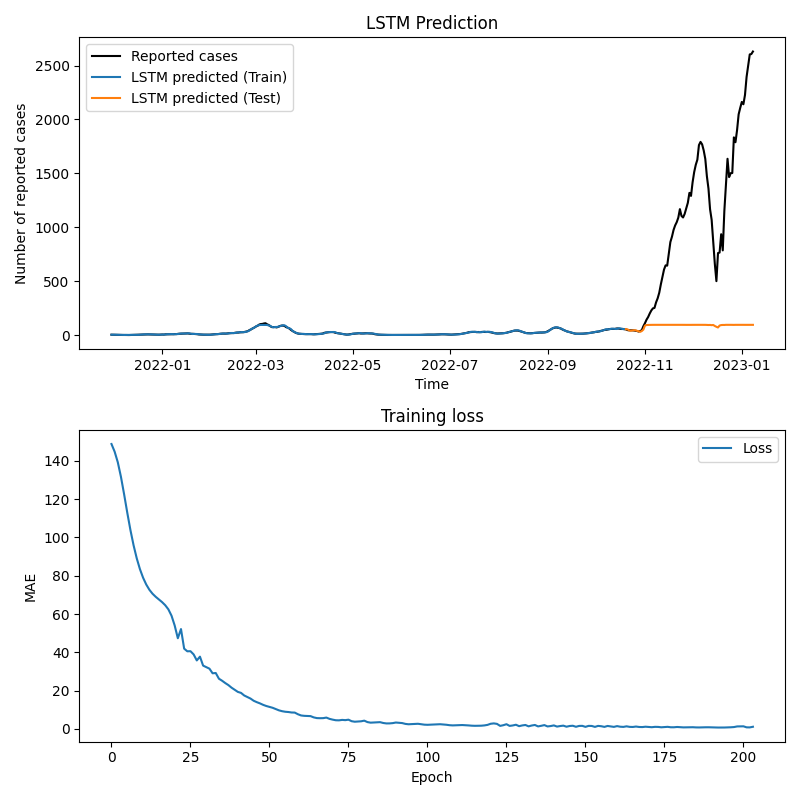 LSTM Prediction
Number of reported cases
2500
2000
1500
1000
500
0
Reported cases
LSTM predicted (Train)
LSTM predicted (Test)
2022-01 2022-03 2022-05 2022-07 2022-09 2022-11 2023-01
Time
Training loss
MAE
140
120
100
80
60
40
20
0
Loss
0 25 50 75 100 125 150 175 200
Epoch